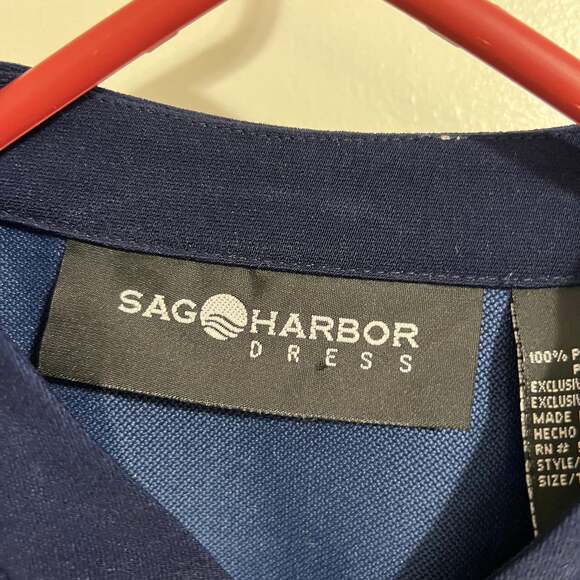 SAG HARBOR
DRESS
100% P
P
EXCLUSIV
EXCLUSIV
MADE
HECHO
RN #
STYLE/
SIZE/T